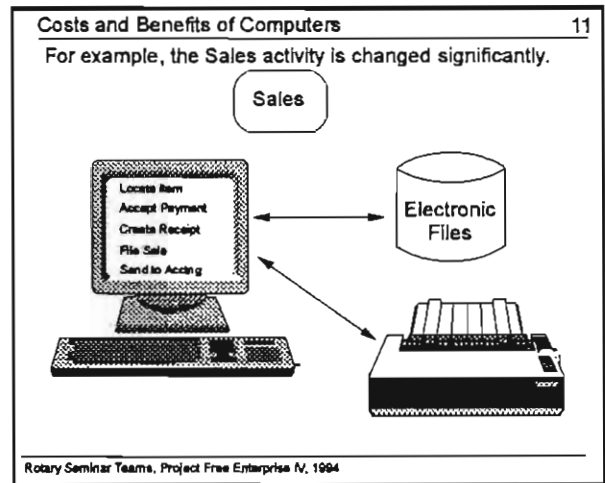 Costs and Benefits of Computers 11
For example, the Sales activity is changed significantly.
Sales
Locate Item
Accept Payment
Create Receipt
File Sale
Send to Acctng
Electronic
Files
Rotary Seminar Teams, Project Free Enterprise IV, 1994